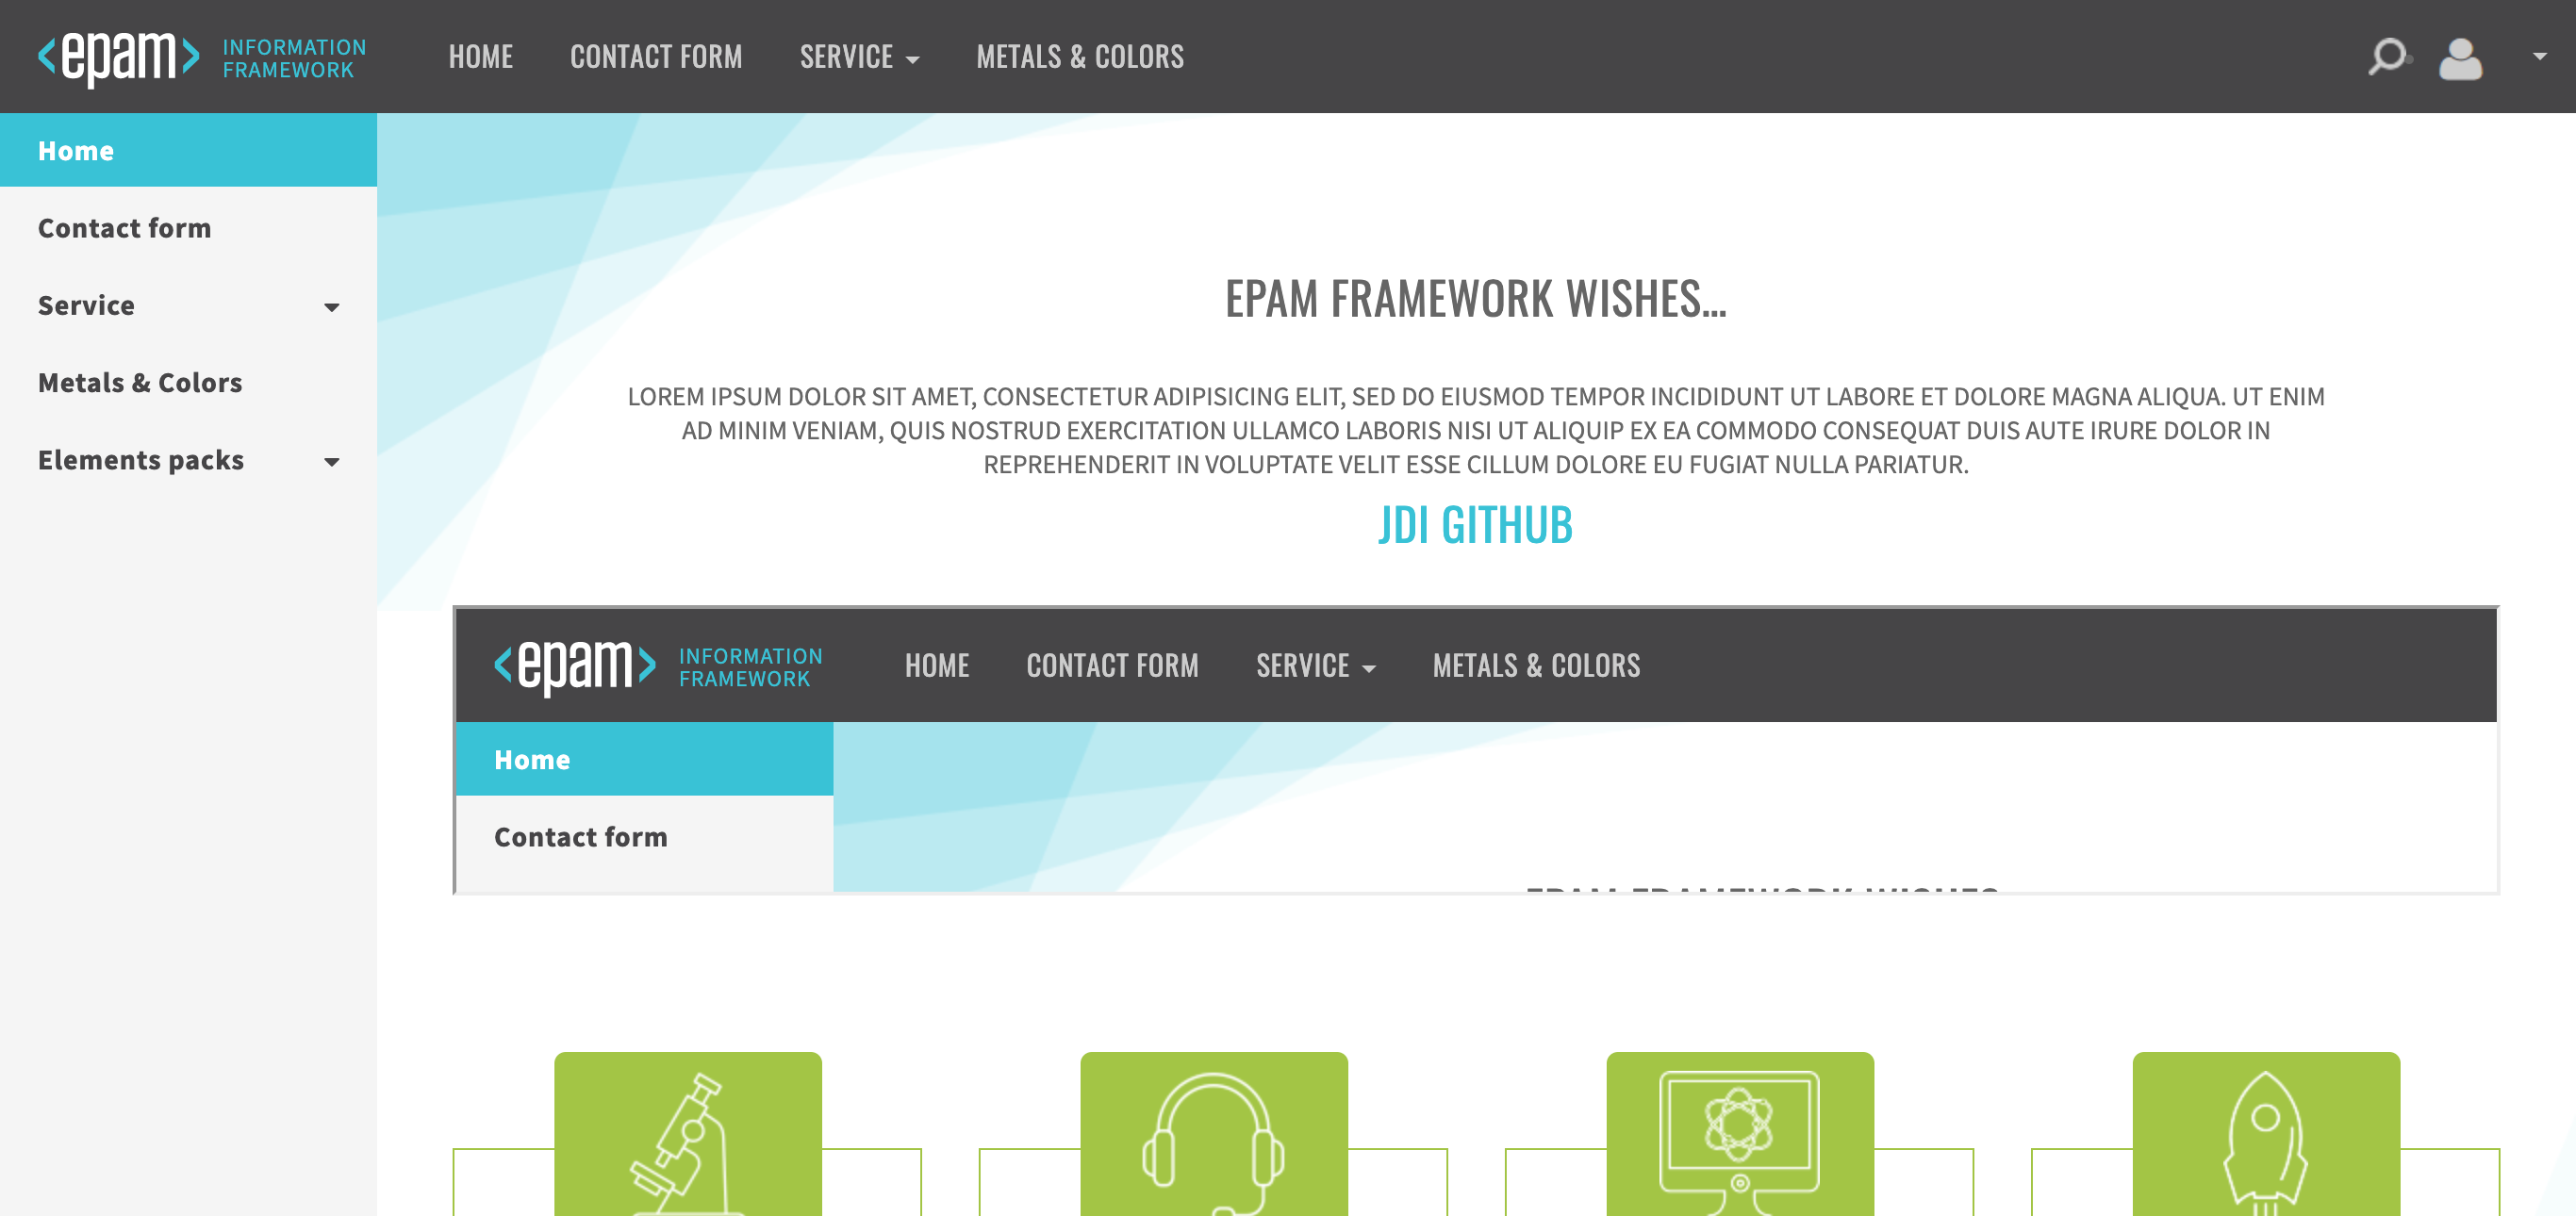 <epam> INFORMATION FRAMEWORK
HOME CONTACT FORM SERVICE METALS & COLORS
Home
Contact form
Service
Metals & Colors
Elements packs
EPAM FRAMEWORK WISHES...
LOREM IPSUM DOLOR SIT AMET, CONSECTETUR ADIPISICING ELIT, SED DO EIUSMOD TEMPOR INCIDIDUNT UT LABORE ET DOLORE MAGNA ALIQUA. UT ENIM
AD MINIM VENIAM, QUIS NOSTRUD EXERCITATION ULLAMCO LABORIS NISI UT ALIQUIP EX EA COMMODO CONSEQUAT DUIS AUTE IRURE DOLOR IN
REPREHENDERIT IN VOLUPTATE VELIT ESSE CILLUM DOLORE EU FUGIAT NULLA PARIATUR.
JDI GITHUB
<epam> INFORMATION FRAMEWORK
HOME CONTACT FORM SERVICE METALS & COLORS
Home
Contact form